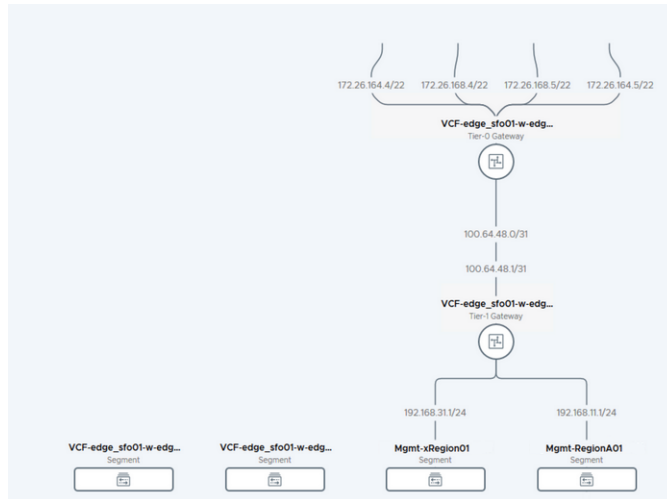 172.26.164.4/22 172.26.168.4/22 172.26.168.5/22 172.26.164.5/22
VCF-edge_sfo01-w-edg...
Tier-0 Gateway
100.64.48.0/31
100.64.48.1/31
VCF-edge_sfo01-w-edg...
Tier-1 Gateway
192.168.31.1/24 192.168.11.1/24
VCF-edge_sfo01-w-edg... VCF-edge_sfo01-w-edg... Mgmt-xRegion01 Mgmt-RegionA01
Segment Segment Segment Segment